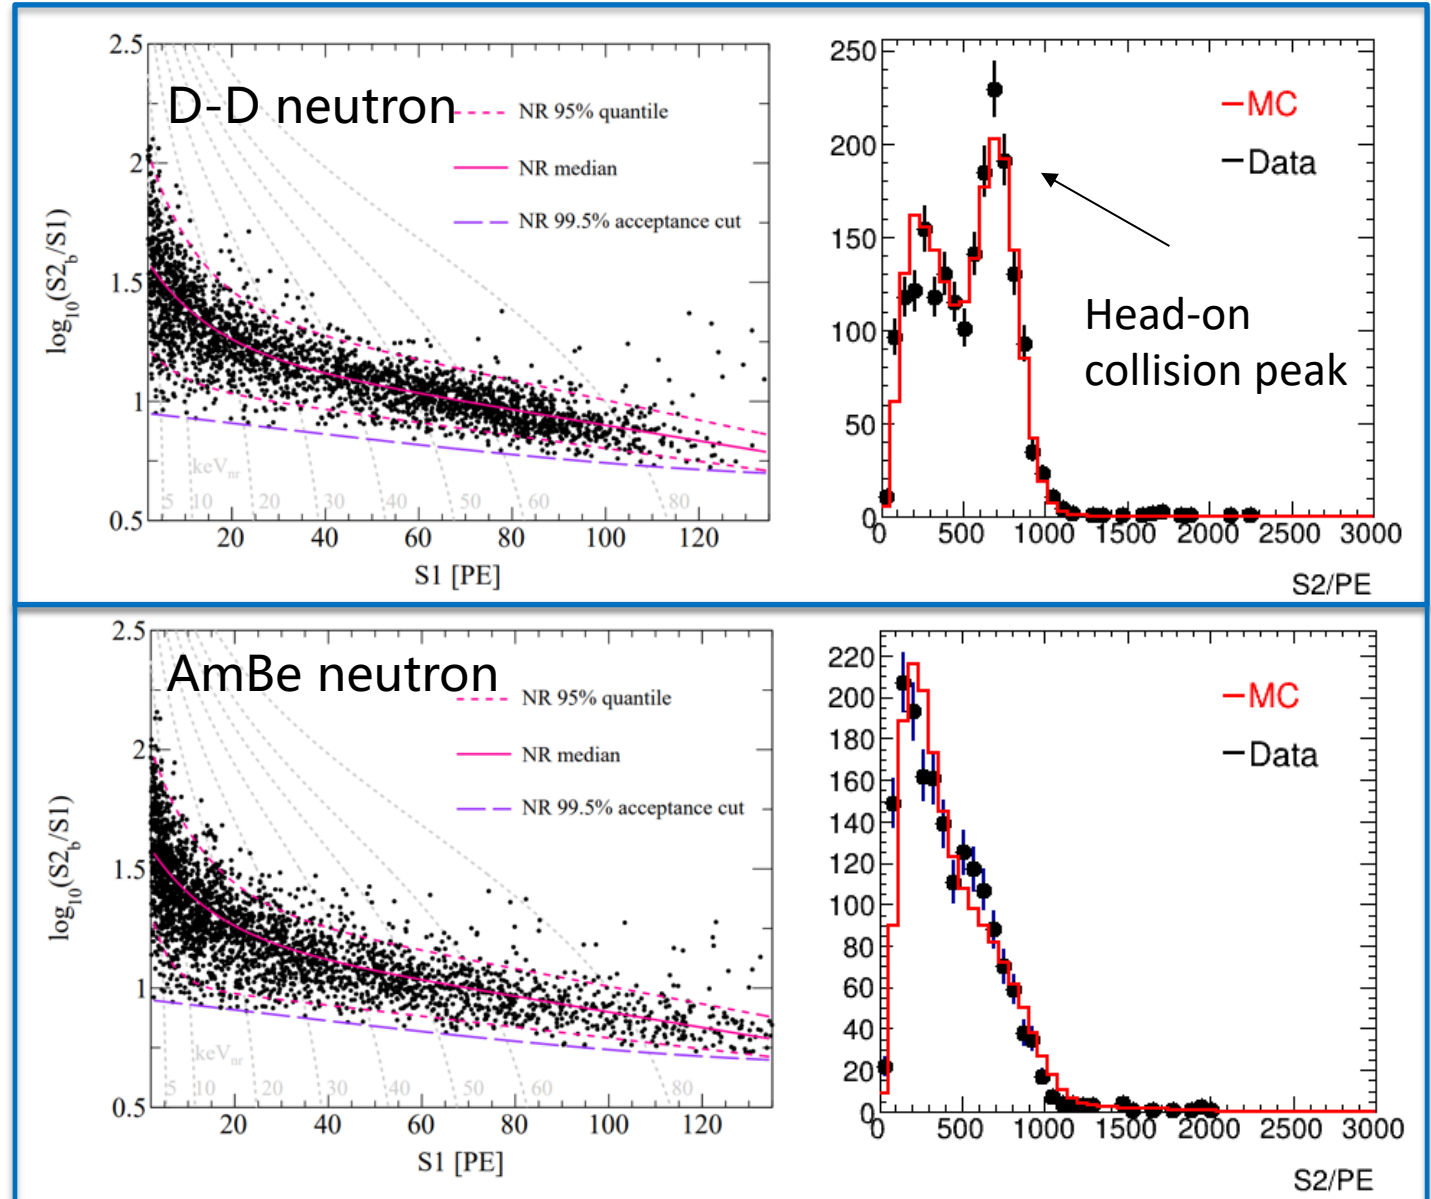 D-D neutron
2.5
2
1.5
1
0.5
log10(S2b/S1)
NR 95% quantile
NR median
NR 99.5% acceptance cut
keVnr
5 10 20 30 40 50 60 80
20 40 60 80 100 120
S1 [PE]
250
200
150
100
50
0
MC
Data
Head-on
collision peak
0 500 1000 1500 2000 2500 3000
S2/PE
AmBe neutron
2.5
2
1.5
1
0.5
log10(S2b/S1)
NR 95% quantile
NR median
NR 99.5% acceptance cut
keVnr
5 10 20 30 40 50 60 80
20 40 60 80 100 120
S1 [PE]
220
200
180
160
140
120
100
80
60
40
20
0
MC
Data
0 500 1000 1500 2000 2500 3000
S2/PE